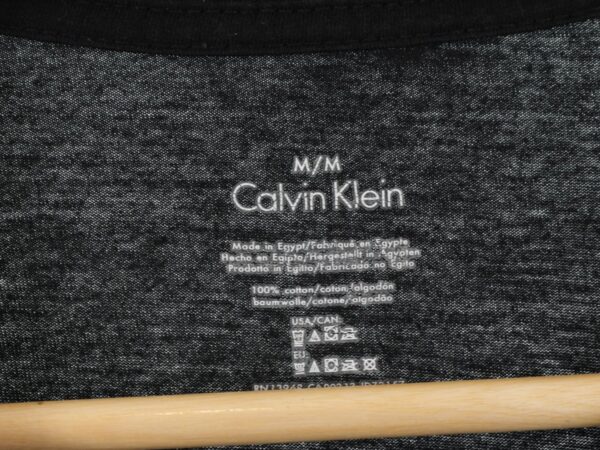 M/M
Calvin Klein
Made in Egypt/Fabriqué en Egypte
Hecho en Egipto/Hergestellt in Ägypten
Prodotto in Egitto/Fabricado no Egito
100% cotton/coton/algodón
baumwolle/cotone/algodão
USA/CAN:
EU: